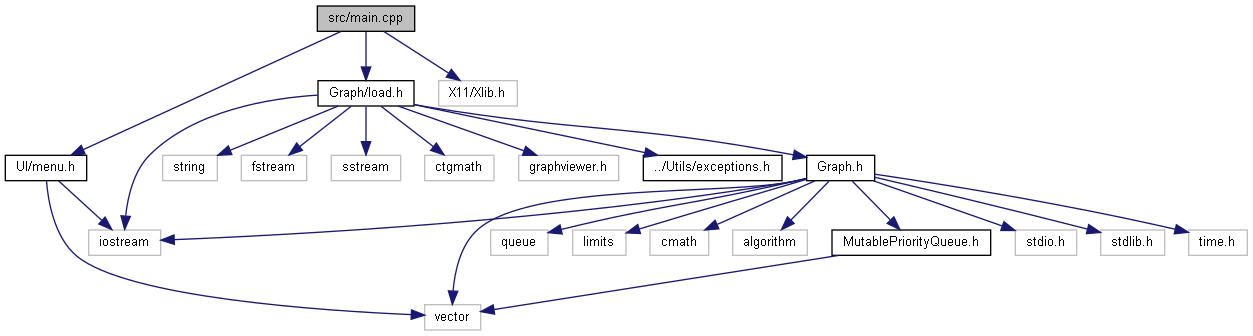 src/main.cpp
Graph/load.h
X11/Xlib.h
UI/menu.h
string
fstream
sstream
ctgmath
graphviewer.h
../Utils/exceptions.h
Graph.h
iostream
queue
limits
cmath
algorithm
MutablePriorityQueue.h
stdio.h
stdlib.h
time.h
vector